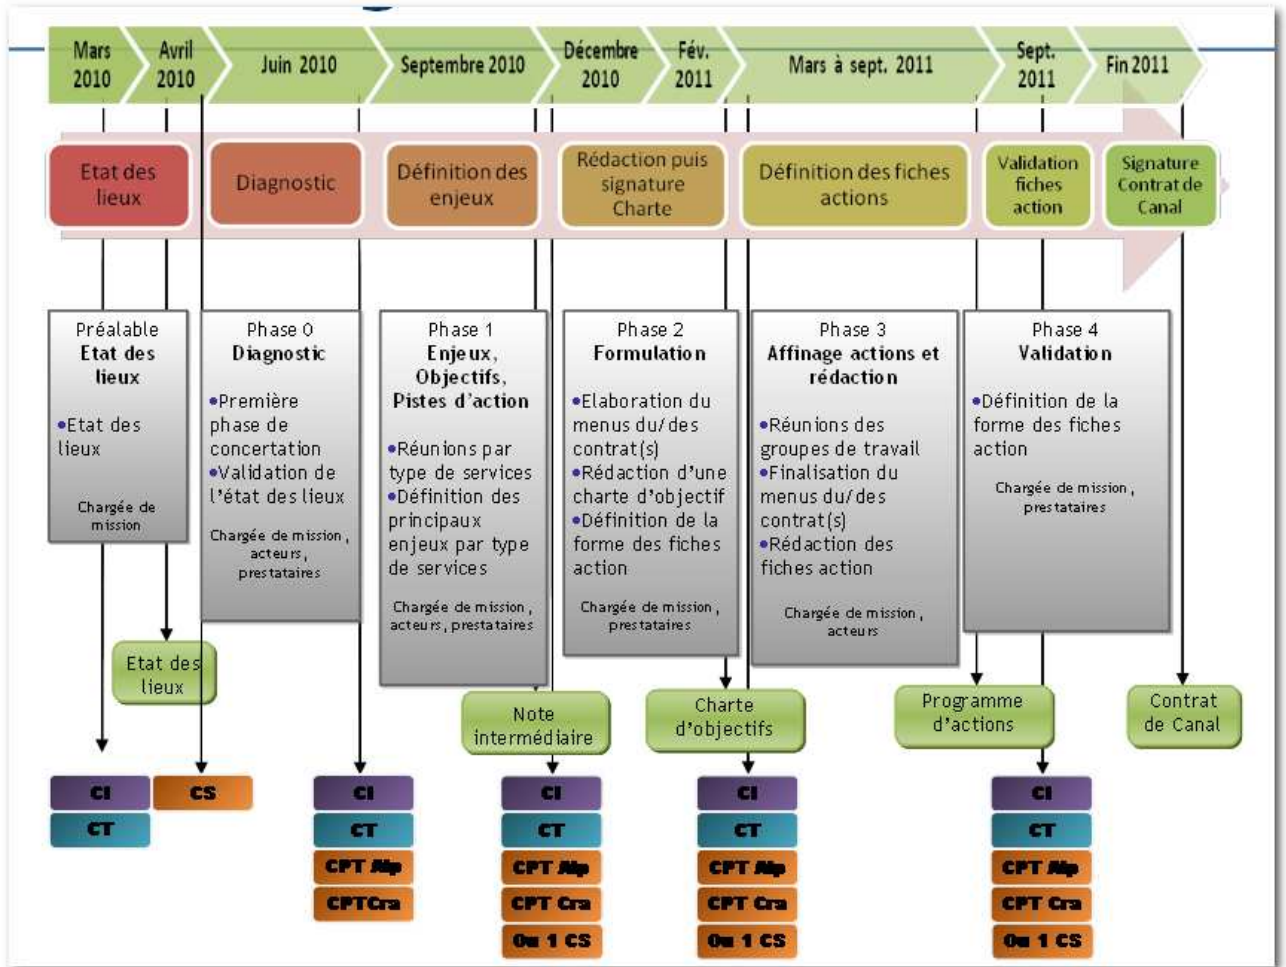 Mars
2010
Avril
2010
Juin 2010
Septembre 2010
Décembre
2010
Fév.
2011
Mars à sept. 2011
Sept.
2011
Fin 2011
Etat des
lieux
Diagnostic
Définition des
enjeux
Rédaction puis
signature
Charte
Définition des fiches
actions
Validation
fiches
action
Signature
Contrat de
Canal
Préalable
Etat des
lieux
•Etat des
lieux
Chargée de
mission
Phase 0
Diagnostic
•Première
phase de
concertation
•Validation de
l'état des lieux
Chargée de mission,
acteurs,
prestataires
Phase 1
Enjeux,
Objectifs,
Pistes d'action
•Réunions par
type de services
•Définition des
principaux
enjeux par type
de services
Chargée de mission,
acteurs, prestataires
Phase 2
Formulation
•Elaboration du
menus du/des
contrat(s)
•Rédaction d'une
charte d'objectif
•Définition de la
forme des fiches
action
Chargée de mission,
prestataires
Phase 3
Affinage actions et
rédaction
•Réunions des
groupes de travail
•Finalisation du
menus du/des
contrat(s)
•Rédaction des
fiches action
Chargée de mission,
acteurs
Phase 4
Validation
•Définition de la
forme des fiches
action
Chargée de mission,
prestataires
Etat des
lieux
Note
intermédiaire
Charte
d'objectifs
Programme
d'actions
Contrat
de Canal
CI
CT
CS
CI
CT
CPT Alp
CPTCra
CI
CT
CPT Alp
CPT Cra
Ou 1 CS
CI
CT
CPT Alp
CPT Cra
Ou 1 CS
CI
CT
CPT Alp
CPT Cra
Ou 1 CS